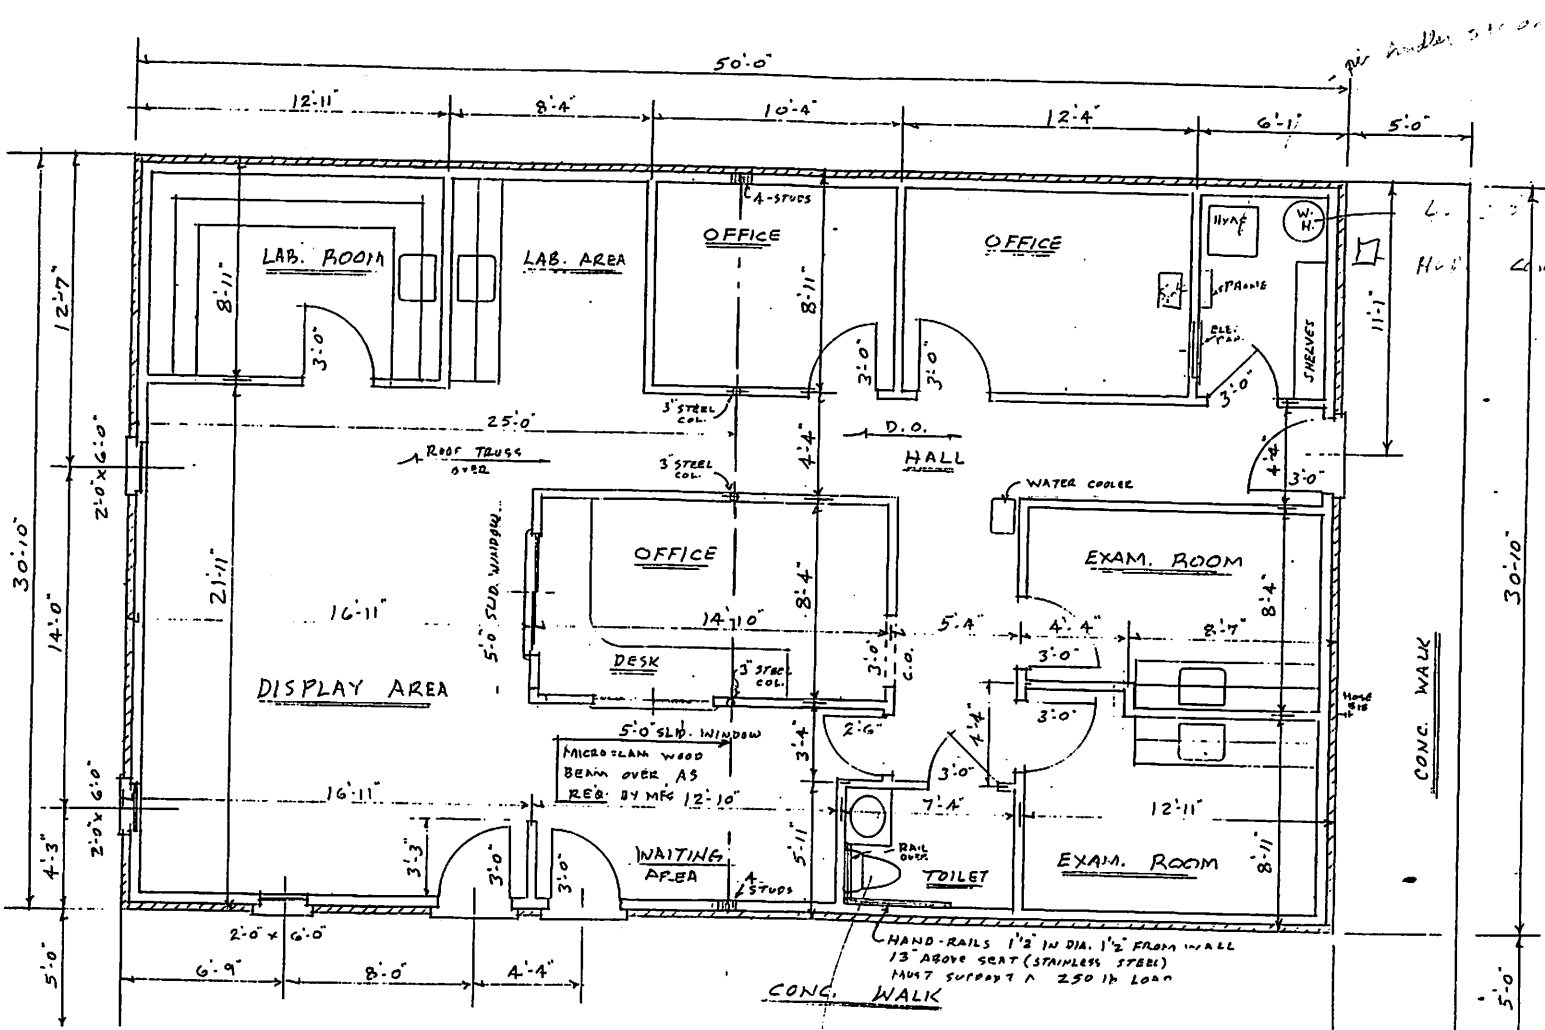 50'-0"
12'-11"
8'-4"
10'-4"
12'-4"
6'-1"
5'-0"
4-STUDS
OFFICE
OFFICE
W.
H.
LAB. ROOM
LAB. AREA
8'-11"
8'-11"
12'-7"
11'-1"
SHELVES
3'-0"
3'-0"
3'-0"
3'-0"
3" STEEL
COL.
25'-0"
D.O.
ROOF TRUSS
OVER
HALL
4'-4"
4'-4"
3'-0"
2'-0" x 6'-0"
3" STEEL
COL.
WATER COOLER
30'-10"
30'-10"
21'-11"
5'-0" SLID. WINDOW
OFFICE
EXAM. ROOM
8'-4"
8'-4"
14'-0"
16'-11"
14'-10"
5'-4"
4'-4"
8'-7"
3'-0"
C.O.
3'-0"
DESK
3" STEEL
COL.
DISPLAY AREA
HOSE
BIB
CONC. WALK
5'-0" SLID. WINDOW
2'-6"
3'-0"
4'-4"
3'-4"
MICRO-LAM WOOD
BEAM OVER AS
REQ. BY MFG
3'-0"
2'-0" x 6'-0"
16'-11"
12'-10"
7'-4"
12'-11"
4'-3"
3'-3"
3'-0"
3'-0"
5'-11"
8'-11"
RAIL
OVER
WAITING
AREA
4-
STUDS
TOILET
EXAM. ROOM
2'-0" x 6'-0"
HAND-RAILS 1 1/2" IN DIA. 1 1/2" FROM WALL
13" ABOVE SEAT (STAINLESS STEEL)
MUST SUPPORT A 250 lb LOAD
5'-0"
6'-9"
8'-0"
4'-4"
CONC. WALK
5'-0"